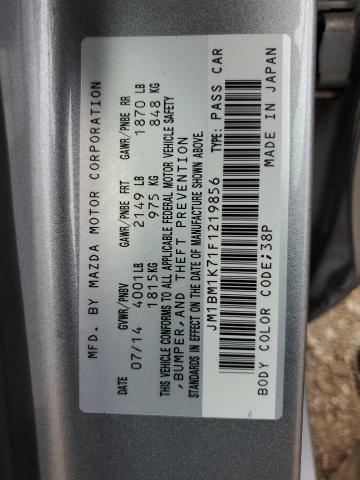 MFD. BY MAZDA MOTOR CORPORATION
DATE GVWR/PNBV GAWR/PNBE FRT GAWR/PNBE RR
07/14 4001LB 2149 LB 1870 LB
1815KG 975 KG 848 KG
THIS VEHICLE CONFORMS TO ALL APPLICABLE FEDERAL MOTOR VEHICLE SAFETY
,BUMPER,AND THEFT PREVENTION
STANDARDS IN EFFECT ON THE DATE OF MANUFACTURE SHOWN ABOVE.
JM1BM1K71F1219856 TYPE: PASS CAR
BODY COLOR CODE;38P MADE IN JAPAN